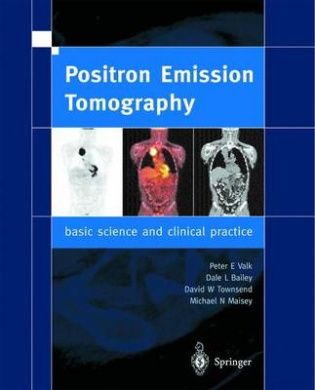 Positron Emission
Tomography
basic science and clinical practice
Peter E Valk
Dale L Bailey
David W Townsend
Michael N Maisey
Springer